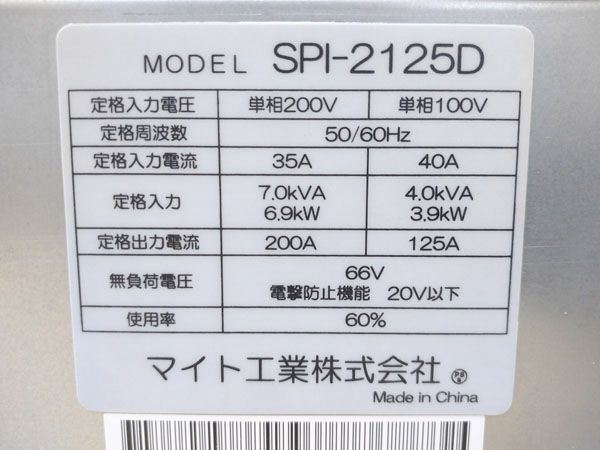 MODEL SPI-2125D
定格入力電圧 単相200V 単相100V
定格周波数 50/60Hz
定格入力電流 35A 40A
定格入力 7.0kVA 4.0kVA
6.9kW 3.9kW
定格出力電流 200A 125A
無負荷電圧 66V
電撃防止機能 20V以下
使用率 60%
マイト工業株式会社
Made in China